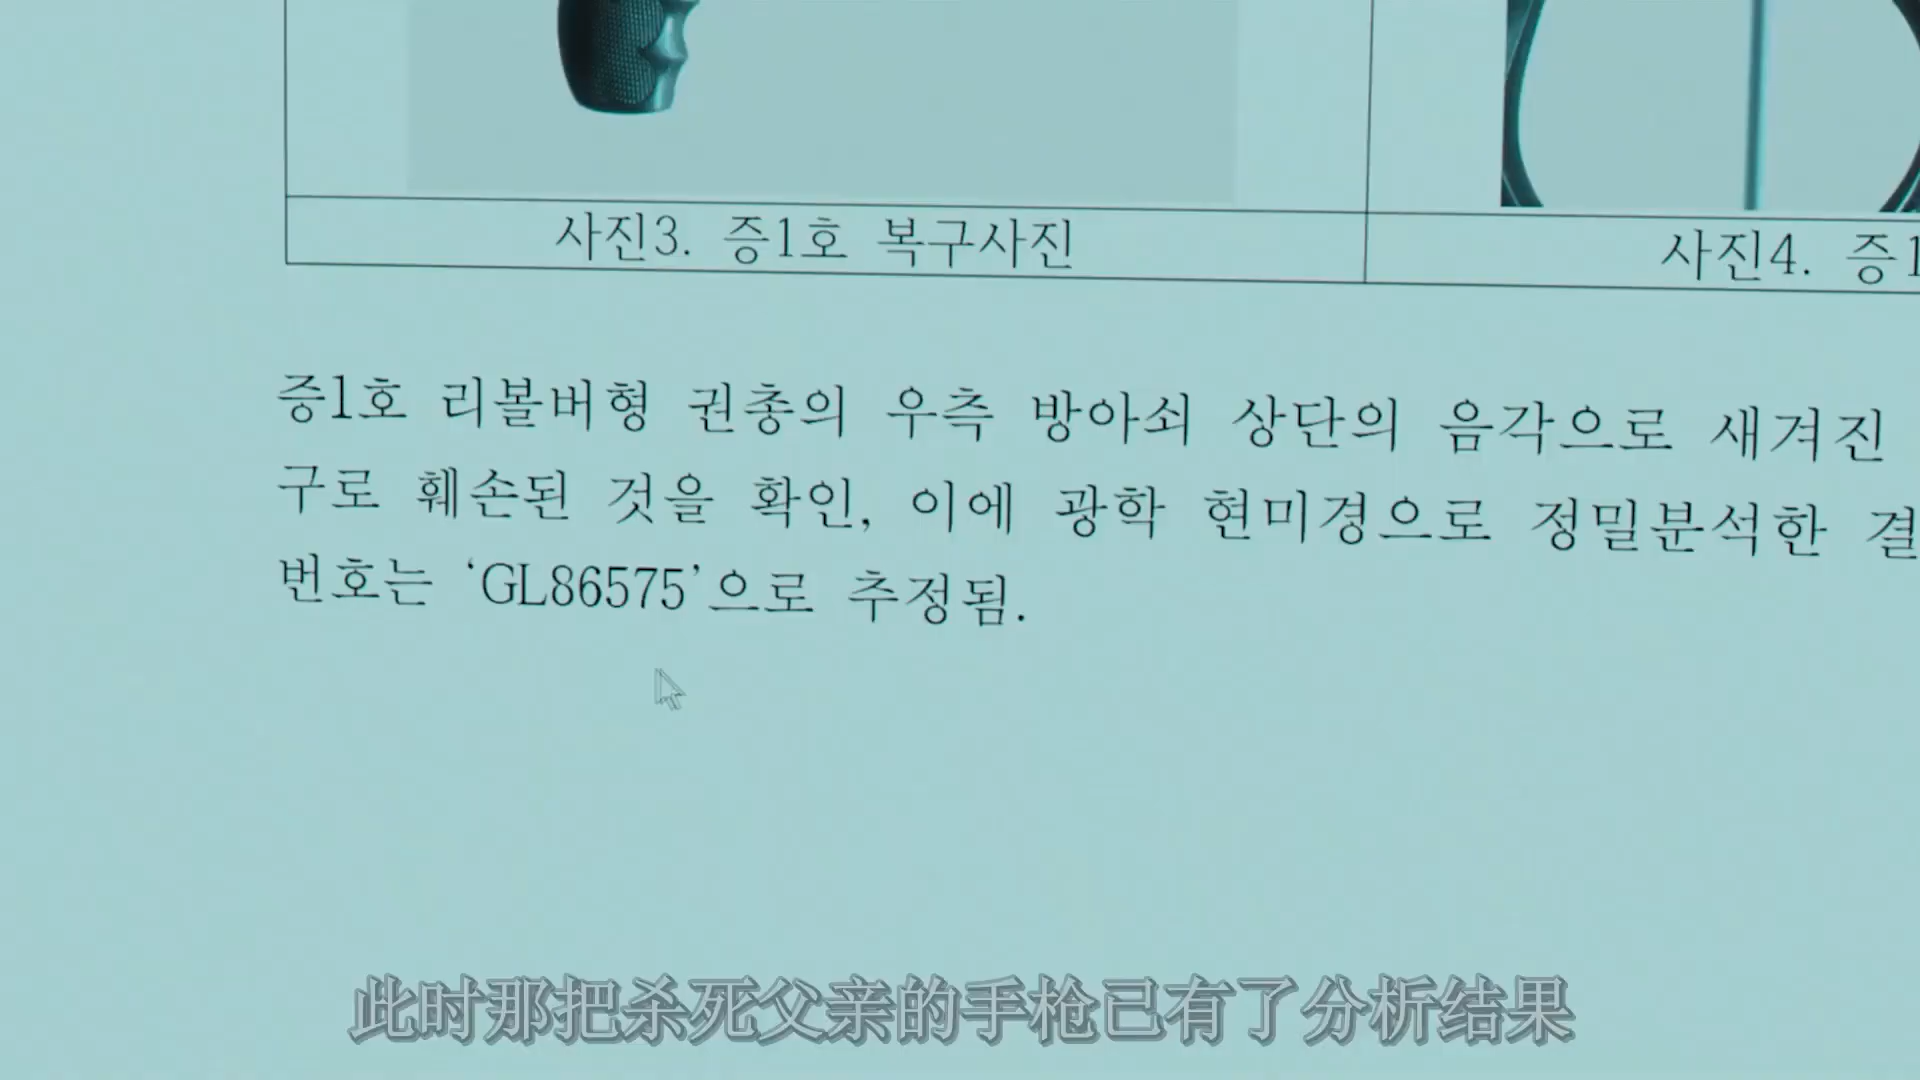 사진3. 증1호 복구사진
사진4. 증1
증1호 리볼버형 권총의 우측 방아쇠 상단의 음각으로 새겨진
구로 훼손된 것을 확인, 이에 광학 현미경으로 정밀분석한 결
번호는 ‘GL86575’으로 추정됨.
此时那把杀死父亲的手枪已有了分析结果